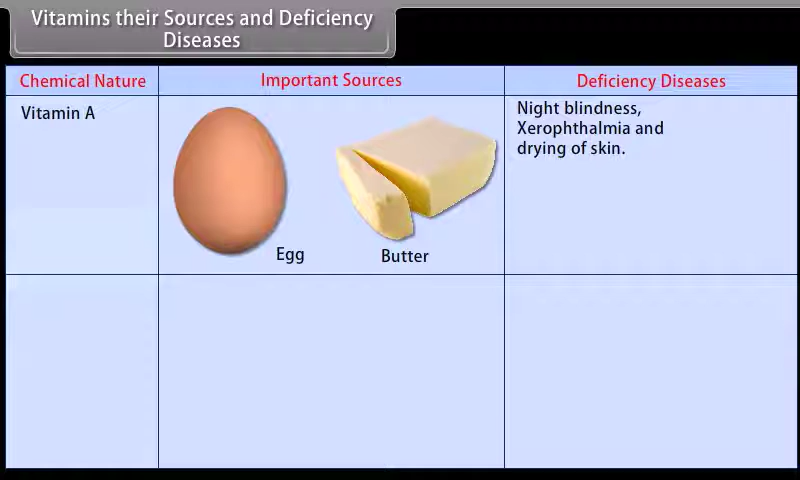 Vitamins their Sources and Deficiency
Diseases
Chemical Nature
Important Sources
Deficiency Diseases
Vitamin A
Egg
Butter
Night blindness,
Xerophthalmia and
drying of skin.